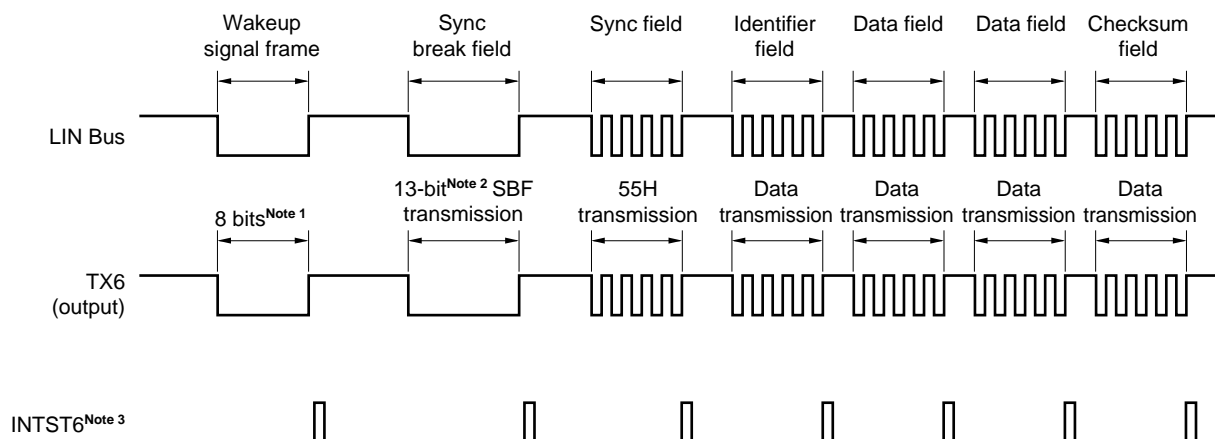 Wakeup
signal frame
Sync
break field
Sync field
Identifier
field
Data field
Data field
Checksum
field
LIN Bus
8 bitsNote 1
13-bitNote 2 SBF
transmission
55H
transmission
Data
transmission
Data
transmission
Data
transmission
Data
transmission
TX6
(output)
INTST6Note 3